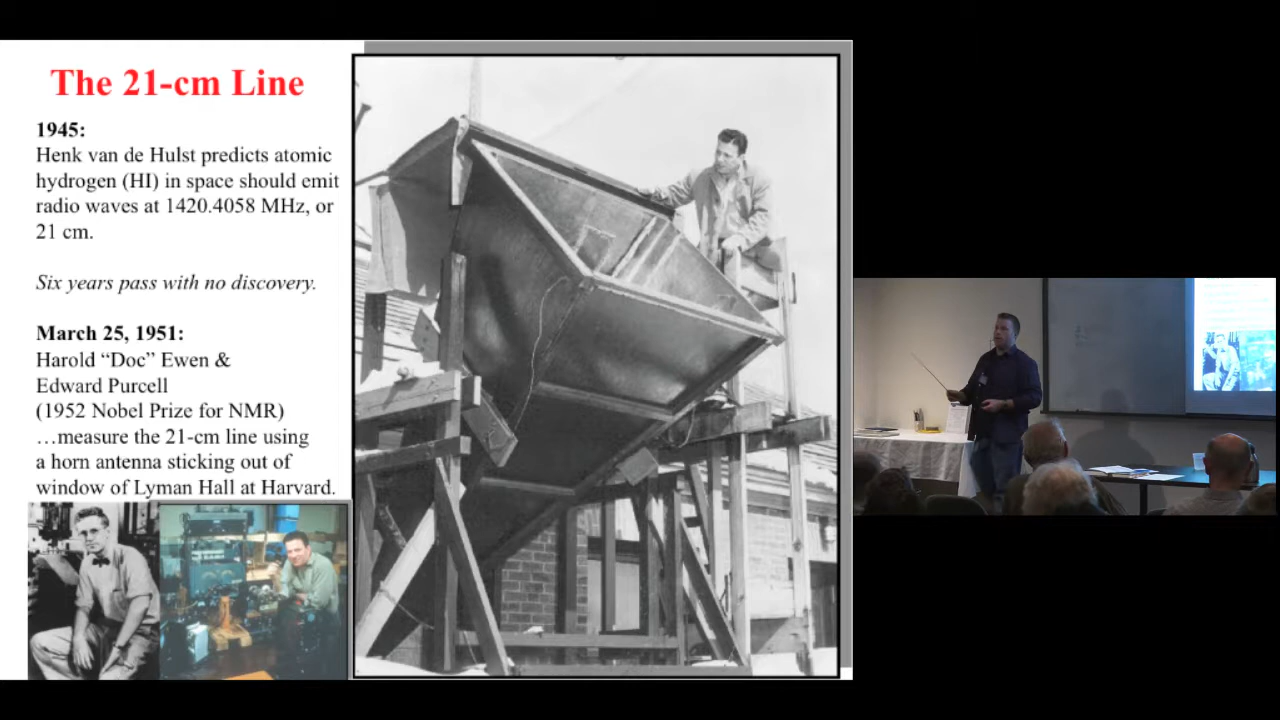 The 21-cm Line
1945:
Henk van de Hulst predicts atomic
hydrogen (HI) in space should emit
radio waves at 1420.4058 MHz, or
21 cm.
Six years pass with no discovery.
March 25, 1951:
Harold “Doc” Ewen &
Edward Purcell
(1952 Nobel Prize for NMR)
…measure the 21-cm line using
a horn antenna sticking out of
window of Lyman Hall at Harvard.